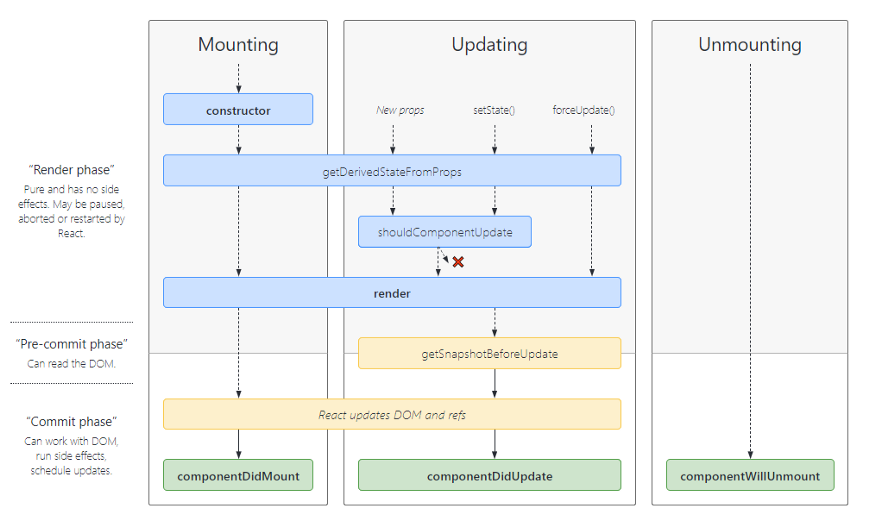 Mounting
Updating
Unmounting
constructor
New props
setState()
forceUpdate()
"Render phase"
Pure and has no side
effects. May be paused,
aborted or restarted by
React.
getDerivedStateFromProps
shouldComponentUpdate
render
"Pre-commit phase"
Can read the DOM.
getSnapshotBeforeUpdate
"Commit phase"
Can work with DOM,
run side effects,
schedule updates.
React updates DOM and refs
componentDidMount
componentDidUpdate
componentWillUnmount